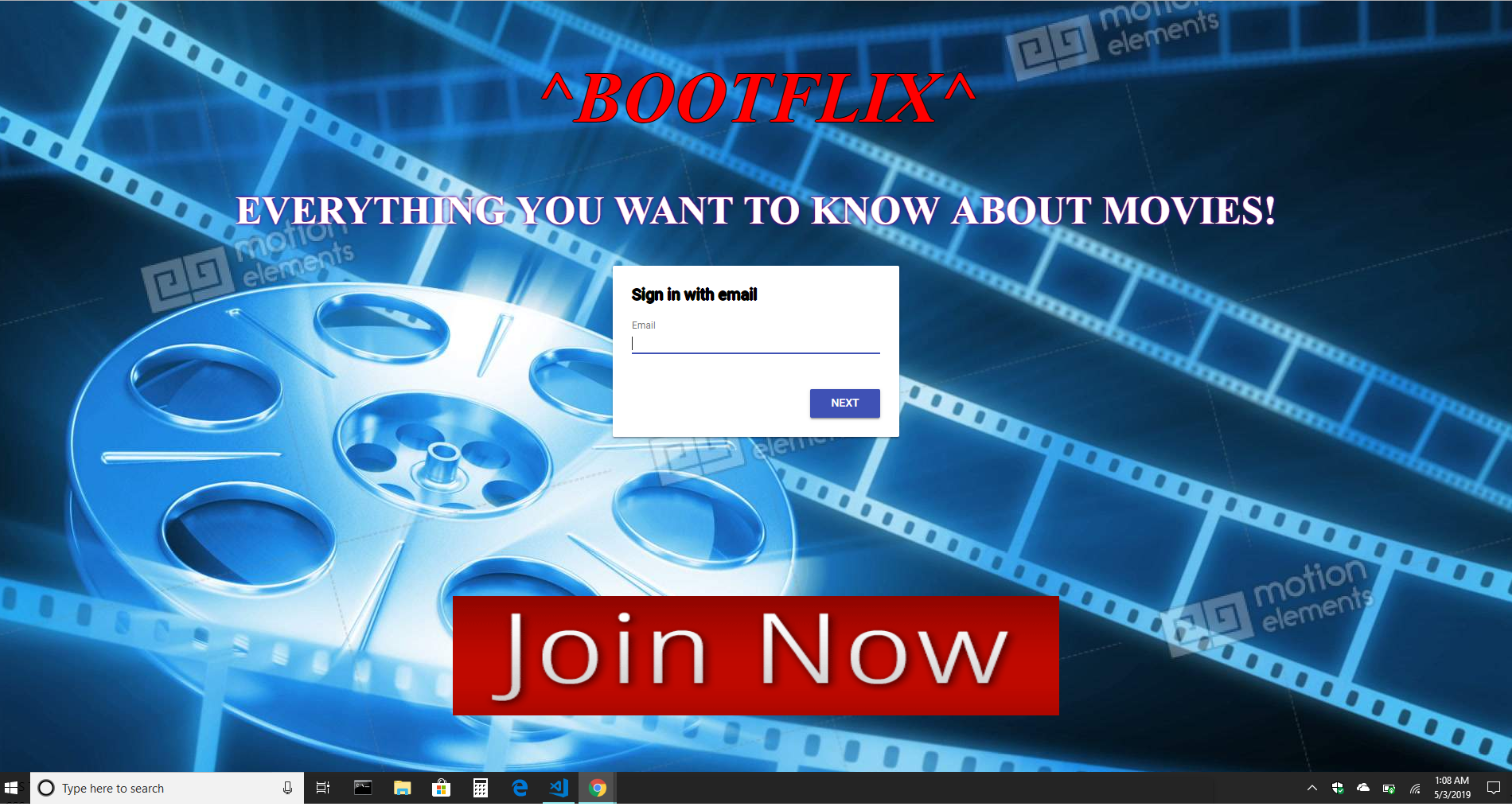 motion
elements
^BOOTFLIX^
EVERYTHING YOU WANT TO KNOW ABOUT MOVIES!
motion
elements
Sign in with email
Email
NEXT
motion
elements
Join Now
Type here to search
1:08 AM
5/3/2019